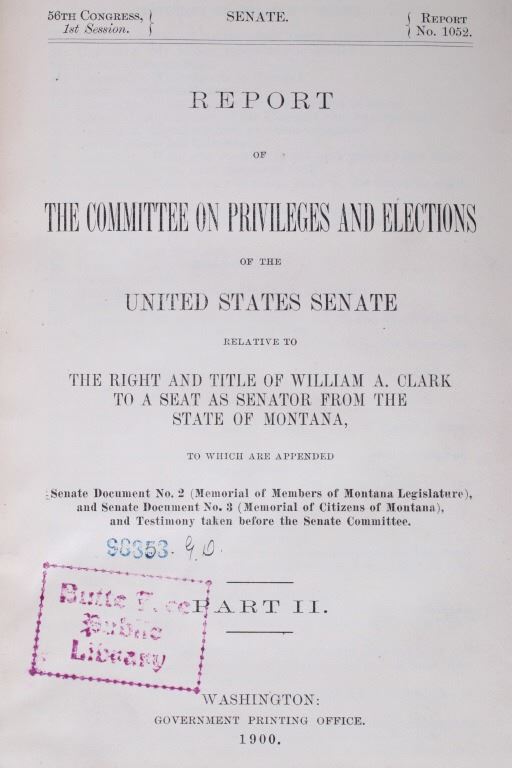 56TH CONGRESS, 1st Session. } SENATE. { REPORT No. 1052.
REPORT
OF
THE COMMITTEE ON PRIVILEGES AND ELECTIONS
OF THE
UNITED STATES SENATE
RELATIVE TO
THE RIGHT AND TITLE OF WILLIAM A. CLARK
TO A SEAT AS SENATOR FROM THE
STATE OF MONTANA,
TO WHICH ARE APPENDED
Senate Document No. 2 (Memorial of Members of Montana Legislature),
and Senate Document No. 3 (Memorial of Citizens of Montana),
and Testimony taken before the Senate Committee.
G.D.
PART II.
Butte Free
Public
Library
WASHINGTON:
GOVERNMENT PRINTING OFFICE.
1900.